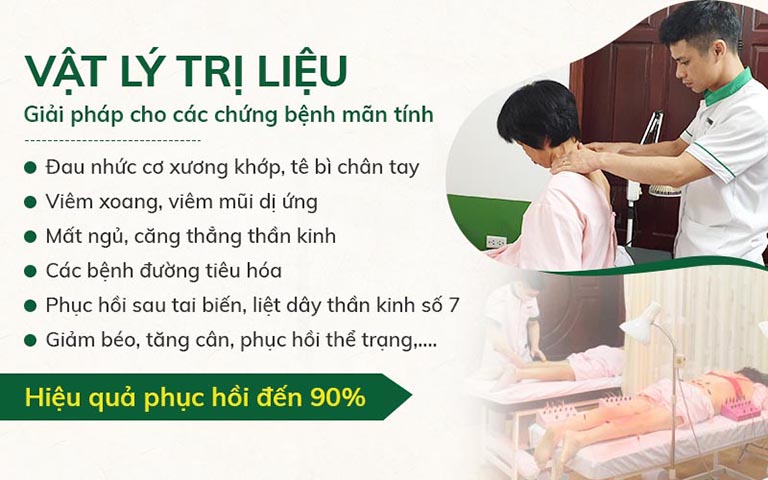 VẬT LÝ TRỊ LIỆU
Giải pháp cho các chứng bệnh mãn tính
Đau nhức cơ xương khớp, tê bì chân tay
Viêm xoang, viêm mũi dị ứng
Mất ngủ, căng thẳng thần kinh
Các bệnh đường tiêu hóa
Phục hồi sau tai biến, liệt dây thần kinh số 7
Giảm béo, tăng cân, phục hồi thể trạng,....
Hiệu quả phục hồi đến 90%